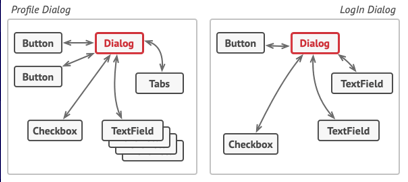 Profile Dialog
LogIn Dialog
Button
Dialog
Button
Tabs
Checkbox
TextField
Button
Dialog
TextField
TextField
Checkbox